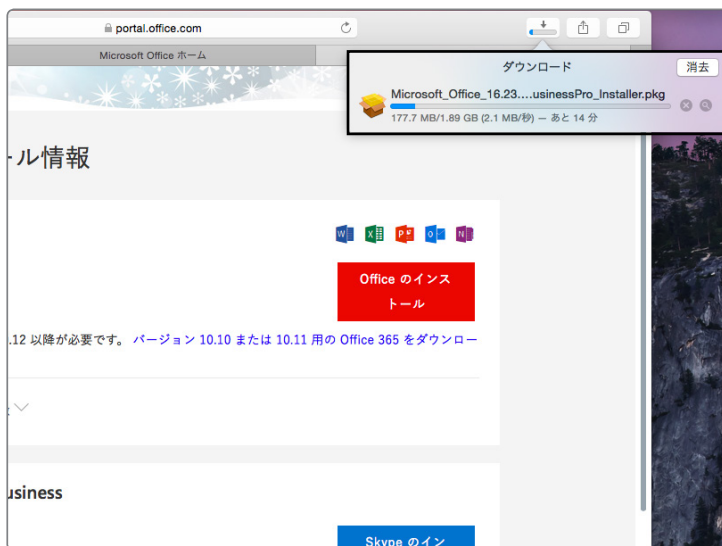 portal.office.com
Microsoft Office ホーム
ダウンロード
消去
Microsoft_Office_16.23....usinessPro_Installer.pkg
177.7 MB/1.89 GB (2.1 MB/秒) — あと 14 分
ール情報
W X P O N
Office のインス
トール
.12 以降が必要です。 バージョン 10.10 または 10.11 用の Office 365 をダウンロー
usiness
Skype のイン